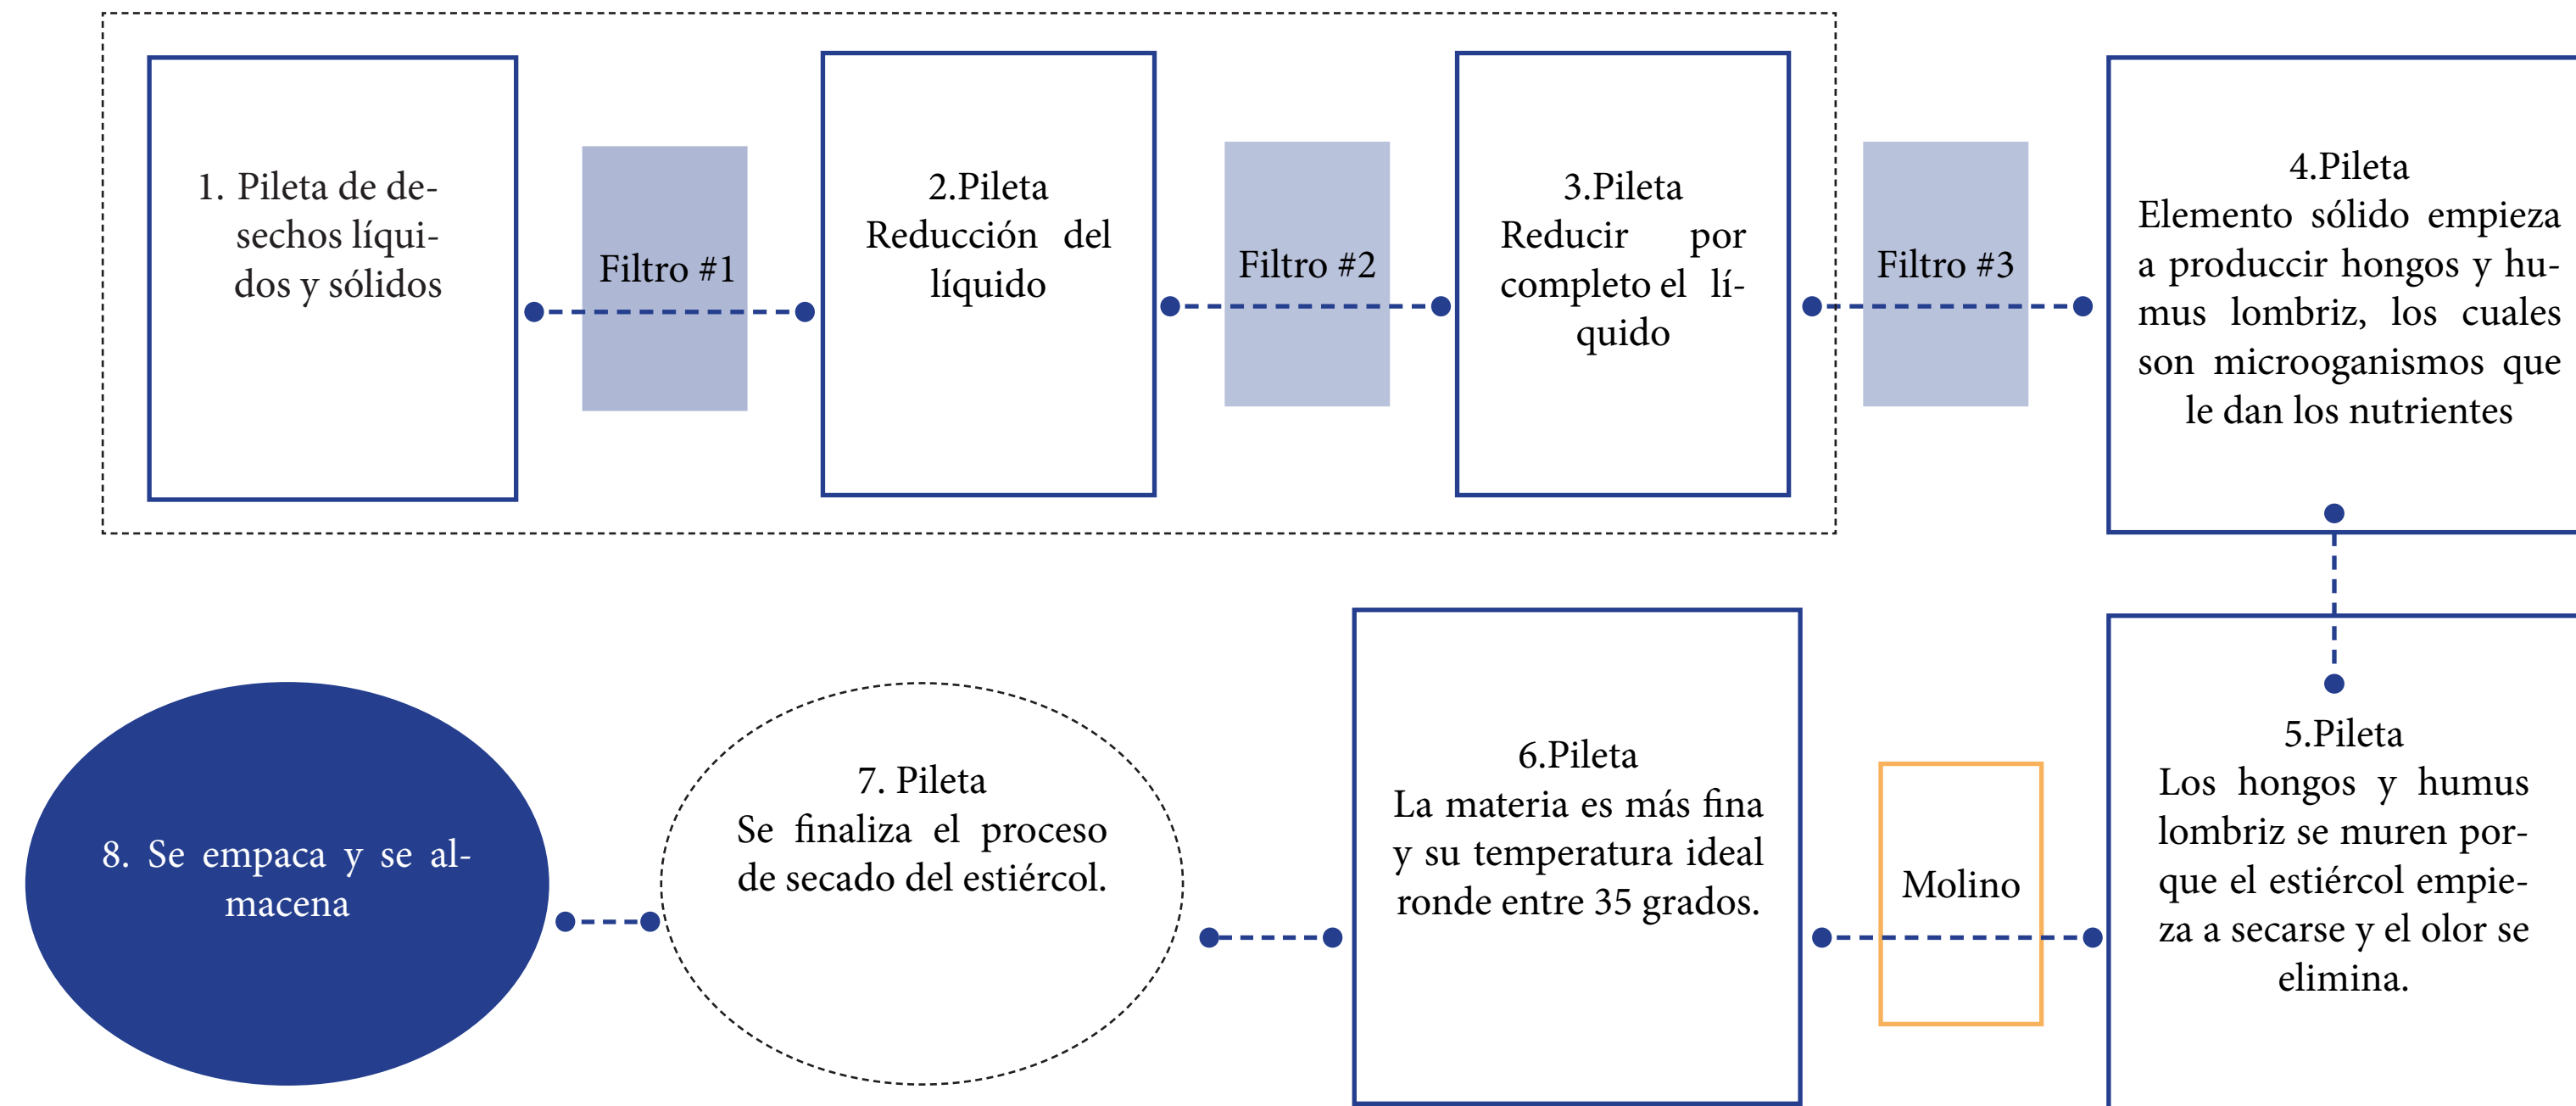 1. Pileta de de-
sechos líqui-
dos y sólidos
Filtro #1
2.Pileta
Reducción del
líquido
Filtro #2
3.Pileta
Reducir por
completo el lí-
quido
Filtro #3
4.Pileta
Elemento sólido empieza
a produccir hongos y hu-
mus lombriz, los cuales
son microoganismos que
le dan los nutrientes
5.Pileta
Los hongos y humus
lombriz se muren por-
que el estiércol empie-
za a secarse y el olor se
elimina.
Molino
6.Pileta
La materia es más fina
y su temperatura ideal
ronde entre 35 grados.
7. Pileta
Se finaliza el proceso
de secado del estiércol.
8. Se empaca y se al-
macena